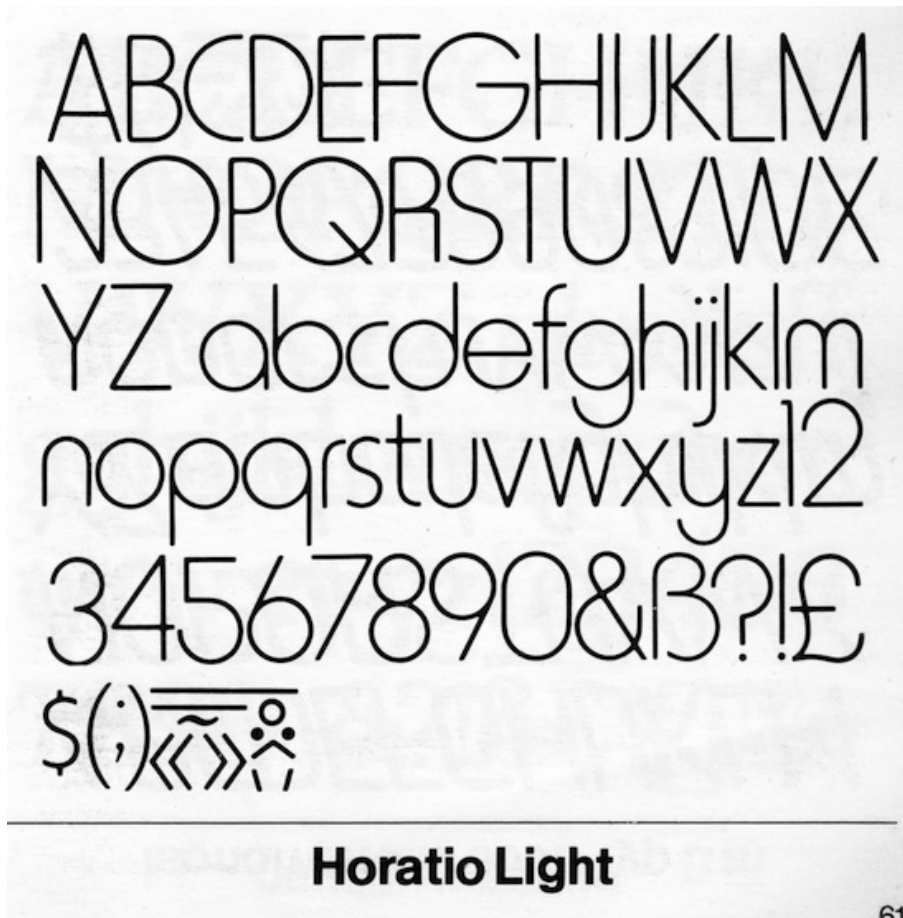 ABCDEFGHIJKLM
NOPQRSTUVWX
YZ abcdefghijklm
nopqrstuvwxyz12
34567890&ß?!£
$(;)‹«»›
Horatio Light
61